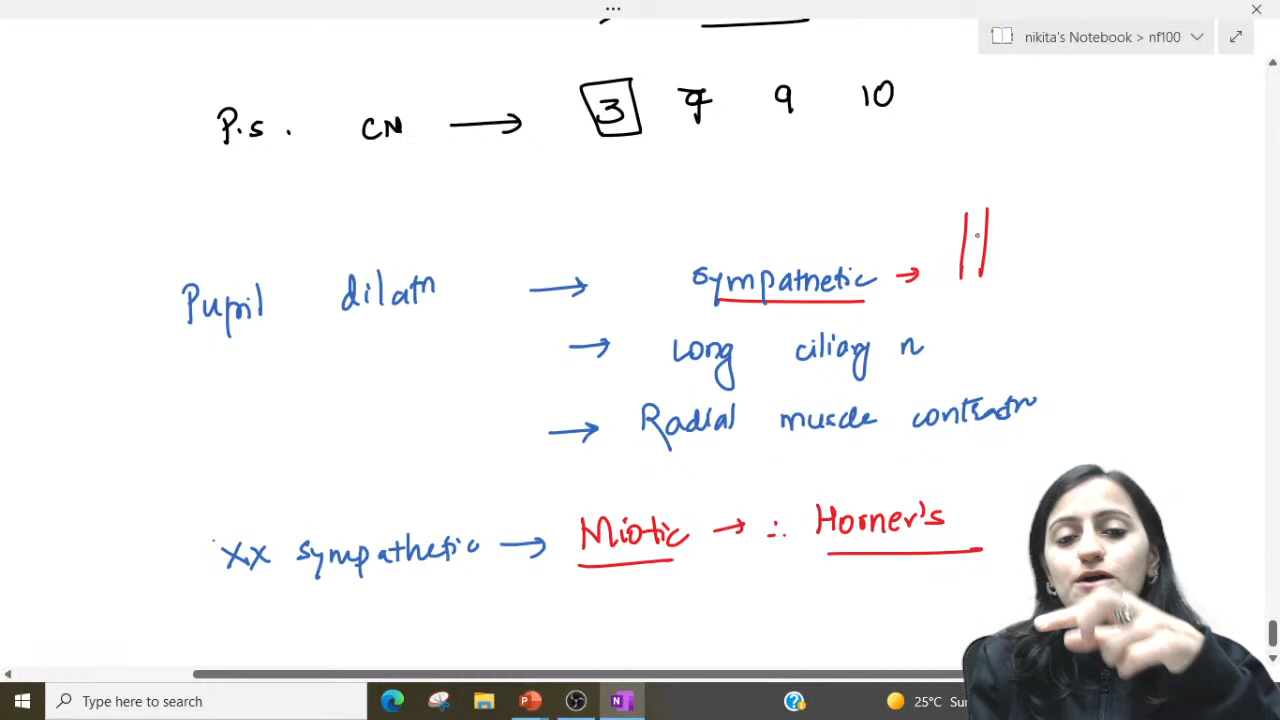 nikita's Notebook > nf100
P.s. CN → 3 7 9 10
Pupil dilatn → sympathetic →
→ Long ciliary n
→ Radial muscle contractn
xx sympathetic → Miotic → ∴ Horner's
Type here to search
25°C Sun